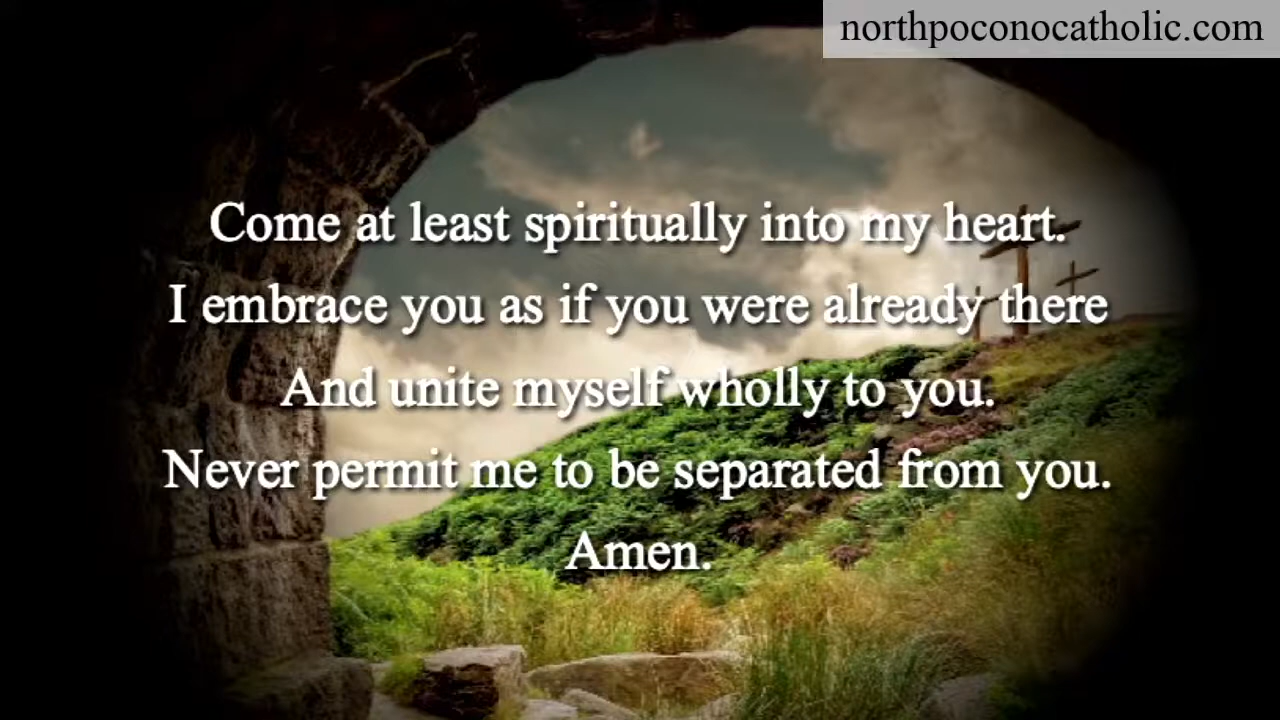 northpoconocatholic.com
Come at least spiritually into my heart.
I embrace you as if you were already there
And unite myself wholly to you.
Never permit me to be separated from you.
Amen.